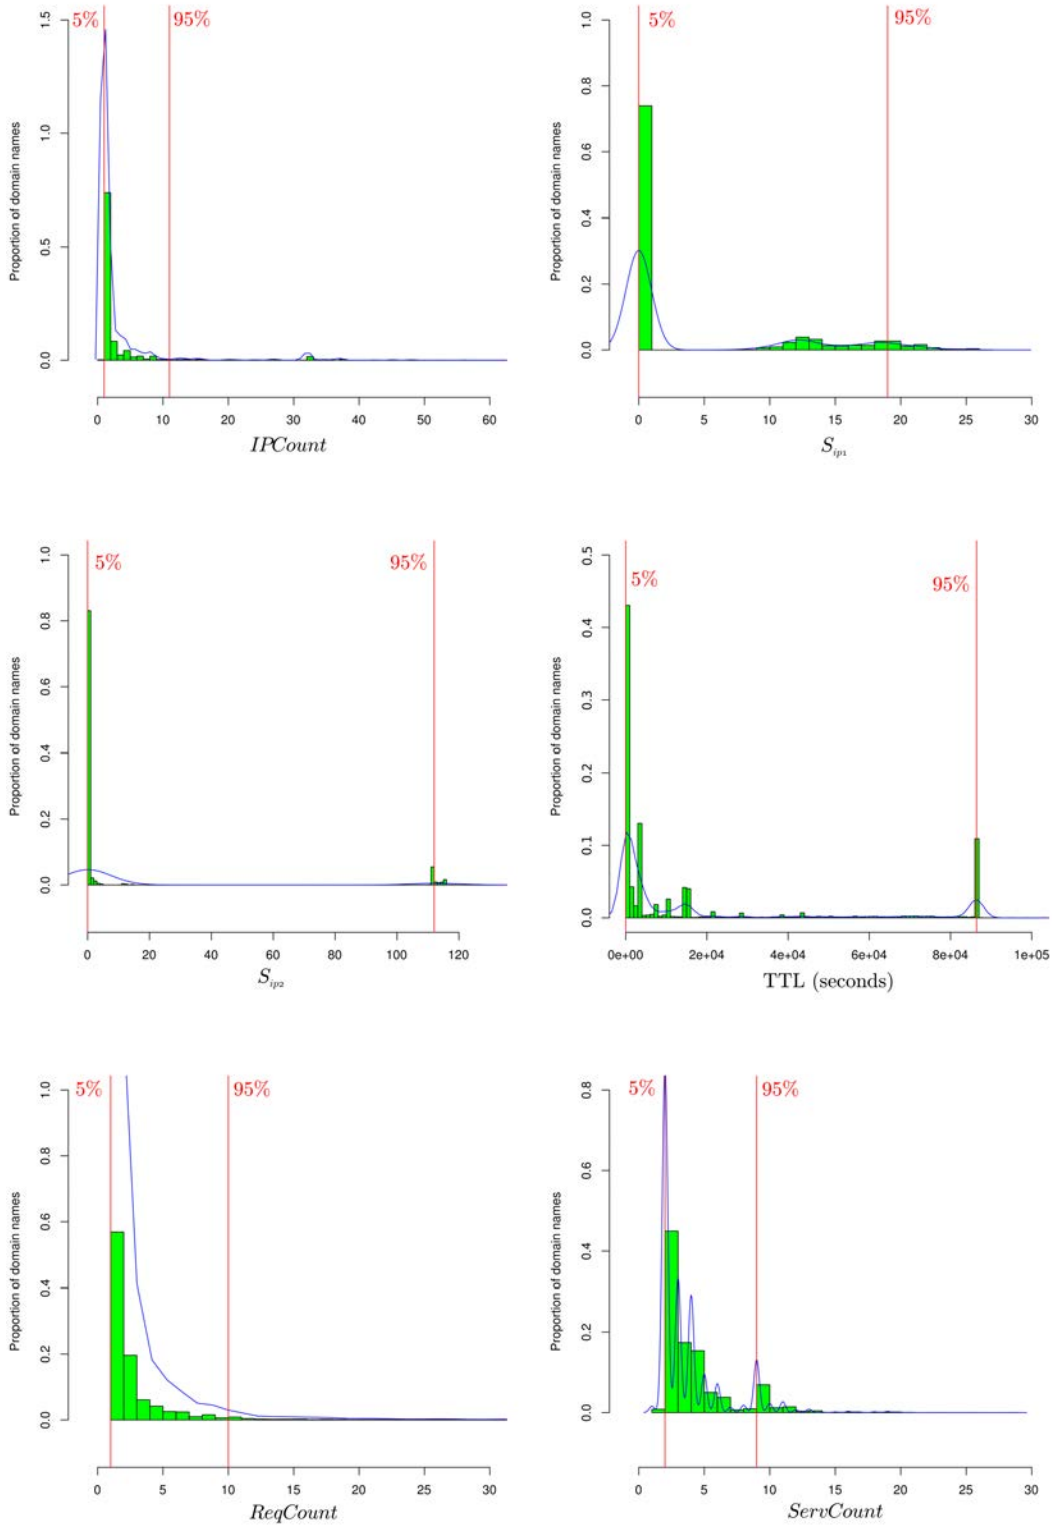 5% 95%
Proportion of domain names
1.5
1.0
0.5
0.0
0 10 20 30 40 50 60
IPCount
5% 95%
Proportion of domain names
1.0
0.8
0.6
0.4
0.2
0.0
0 5 10 15 20 25 30
S_ip1
5% 95%
Proportion of domain names
1.0
0.8
0.6
0.4
0.2
0.0
0 20 40 60 80 100 120
S_ip2
5% 95%
Proportion of domain names
0.5
0.4
0.3
0.2
0.1
0.0
0e+00 2e+04 4e+04 6e+04 8e+04 1e+05
TTL (seconds)
5% 95%
Proportion of domain names
1.0
0.8
0.6
0.4
0.2
0.0
0 5 10 15 20 25 30
ReqCount
5% 95%
Proportion of domain names
0.8
0.6
0.4
0.2
0.0
0 5 10 15 20 25 30
ServCount